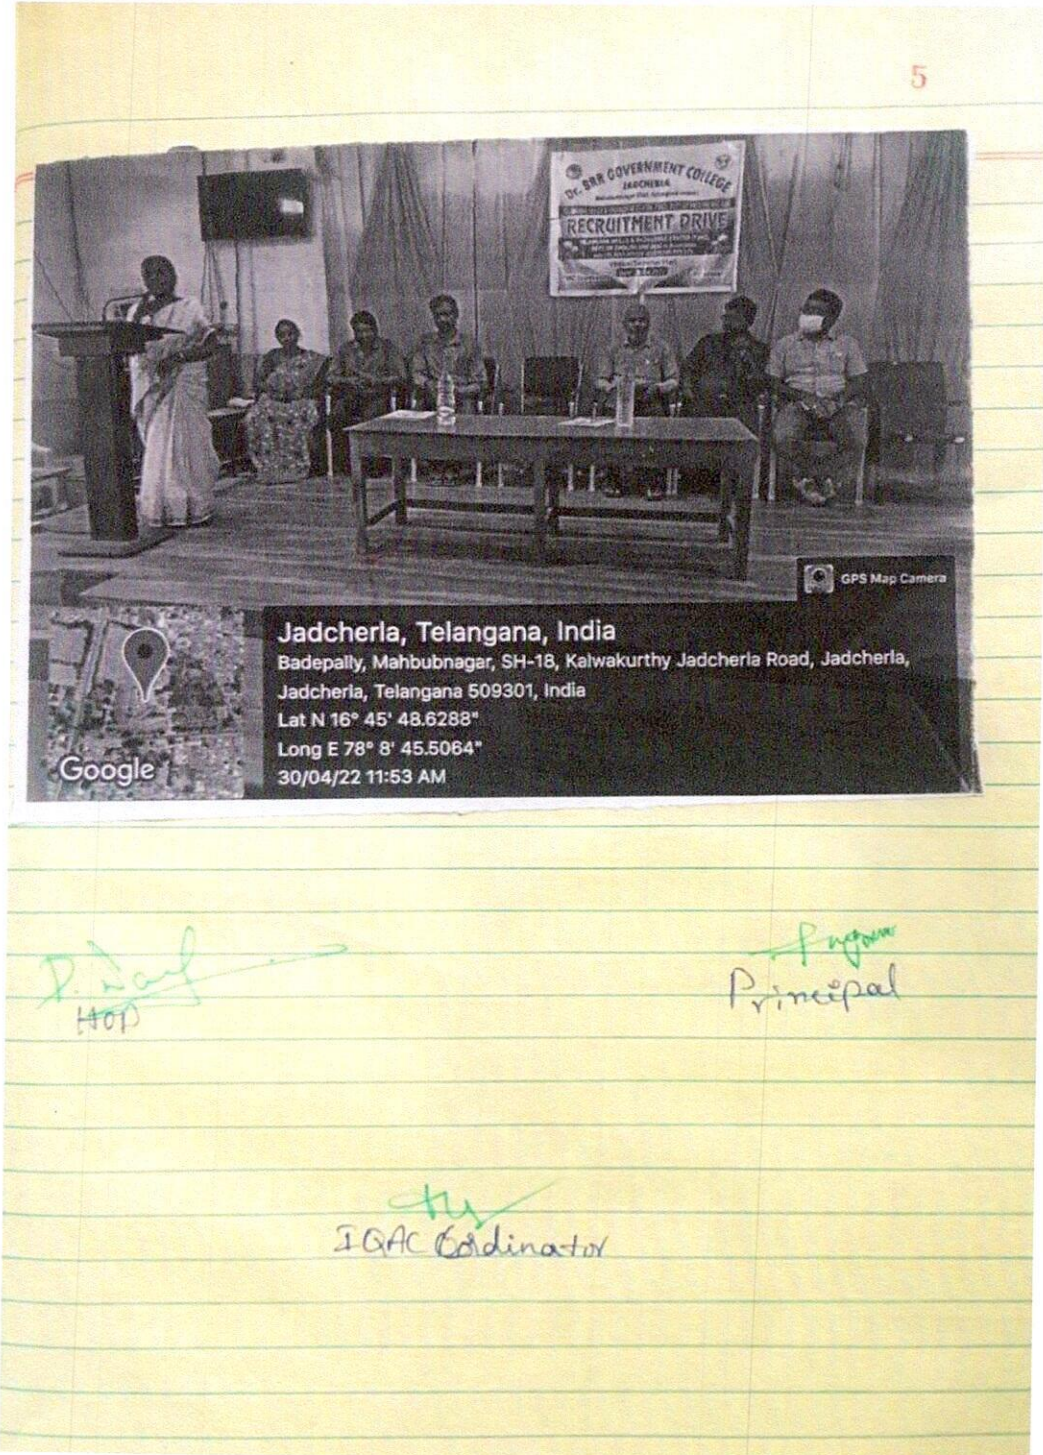 5
Dr. BRR GOVERNMENT COLLEGE
JADCHERLA
RECRUITMENT DRIVE
GPS Map Camera
Jadcherla, Telangana, India
Badepally, Mahbubnagar, SH-18, Kalwakurthy Jadcherla Road, Jadcherla,
Jadcherla, Telangana 509301, India
Lat N 16° 45' 48.6288"
Long E 78° 8' 45.5064"
Google
30/04/22 11:53 AM
HOD
Principal
IQAC Cordinator